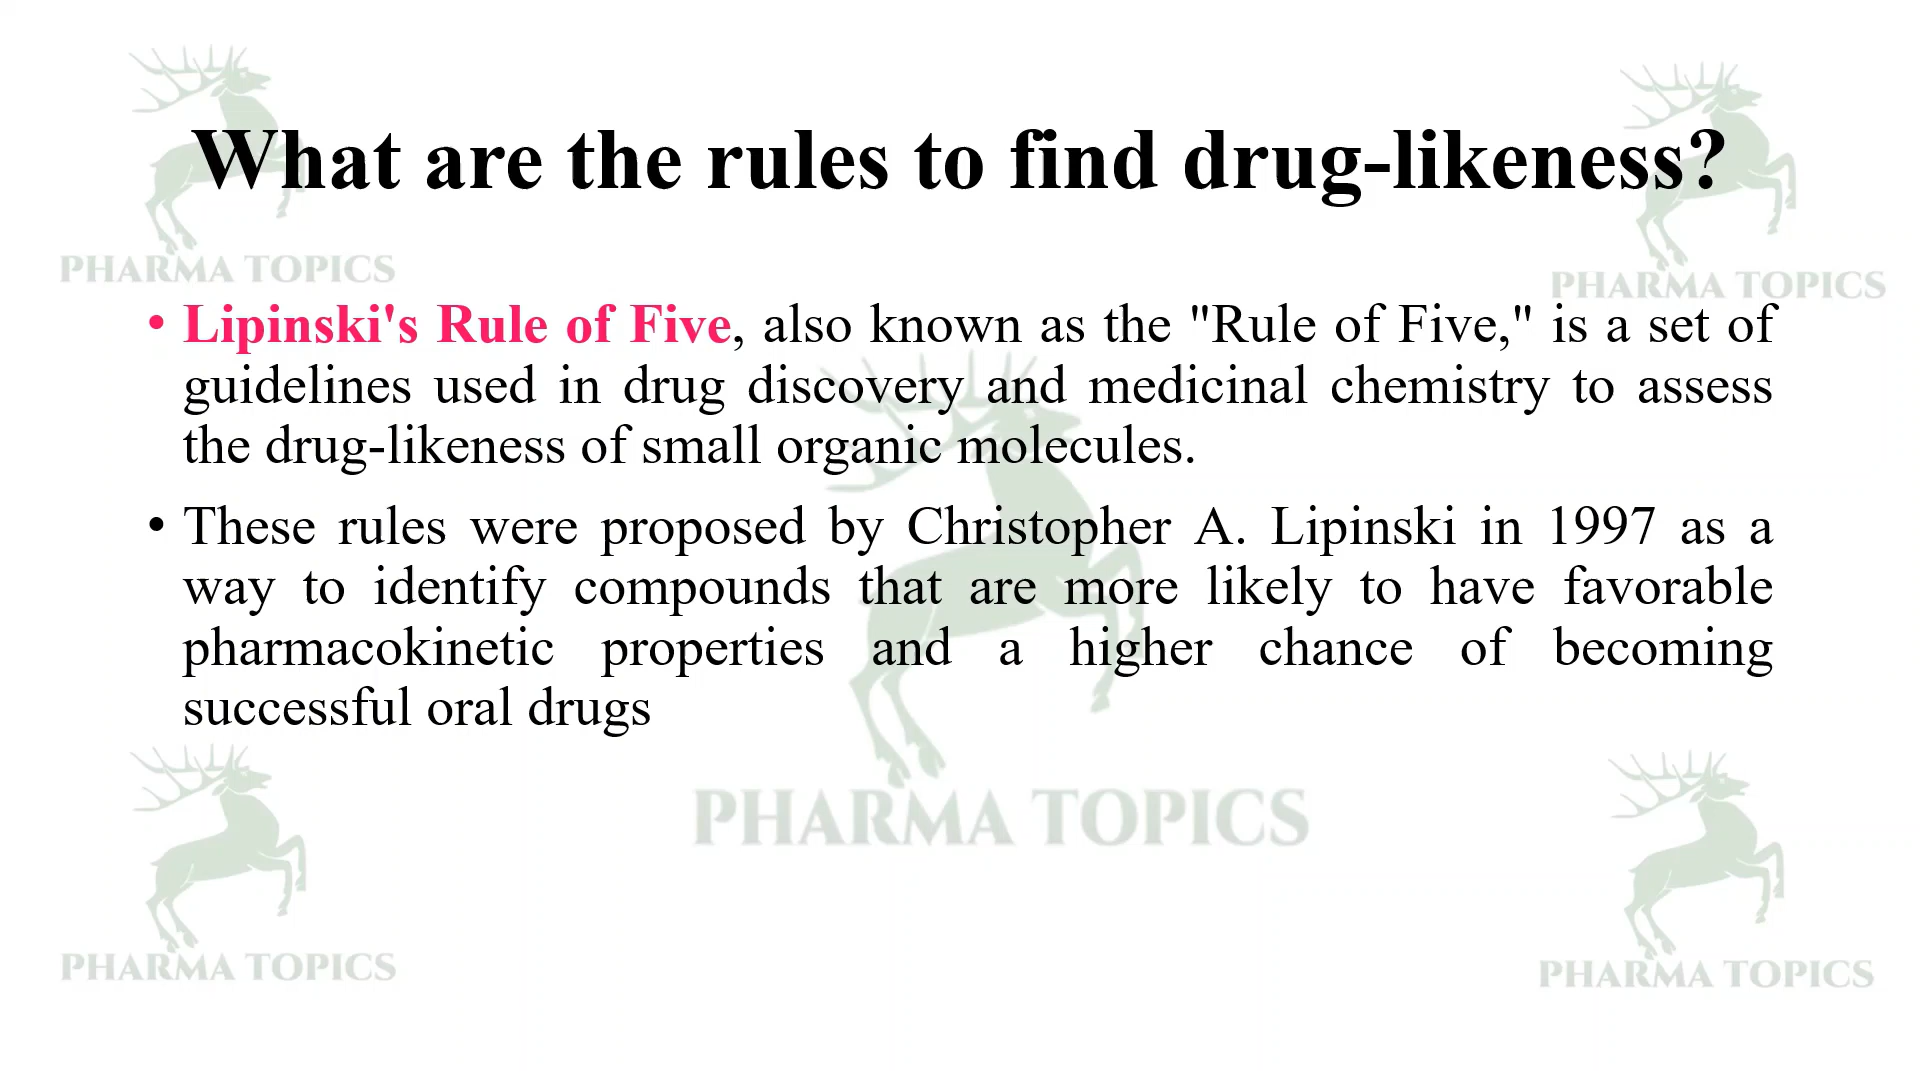 What are the rules to find drug-likeness?
PHARMA TOPICS
PHARMA TOPICS
• Lipinski's Rule of Five, also known as the "Rule of Five," is a set of
guidelines used in drug discovery and medicinal chemistry to assess
the drug-likeness of small organic molecules.
• These rules were proposed by Christopher A. Lipinski in 1997 as a
way to identify compounds that are more likely to have favorable
pharmacokinetic properties and a higher chance of becoming
successful oral drugs
PHARMA TOPICS
PHARMA TOPICS
PHARMA TOPICS